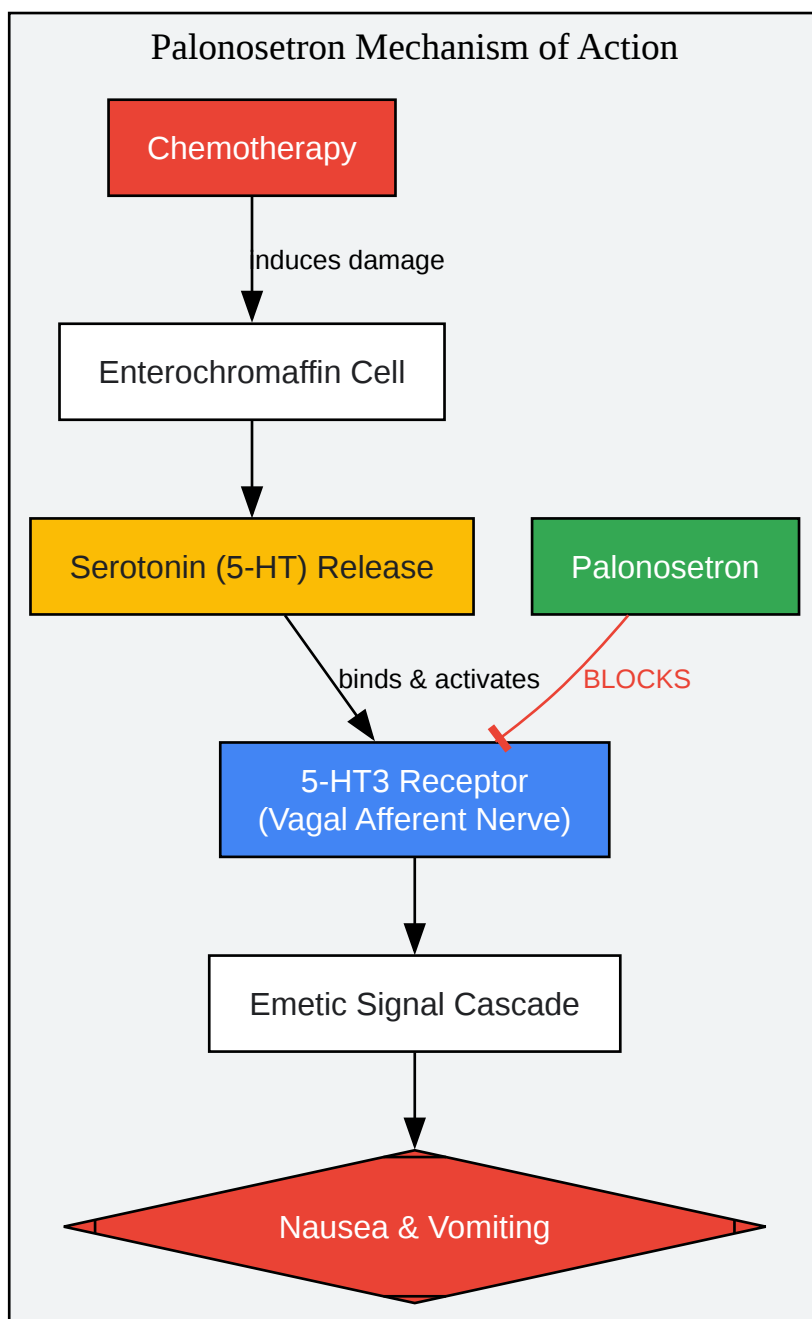 Palonosetron Mechanism of Action
Chemotherapy
induces damage
Enterochromaffin Cell
Serotonin (5-HT) Release
Palonosetron
binds & activates
BLOCKS
5-HT3 Receptor
(Vagal Afferent Nerve)
Emetic Signal Cascade
Nausea & Vomiting